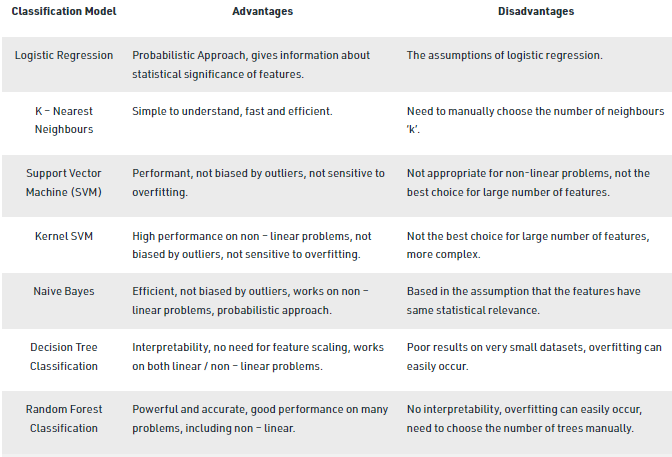 Classification Model Advantages Disadvantages
Logistic Regression
Probabilistic Approach, gives information about
statistical significance of features.
The assumptions of logistic regression.
K – Nearest
Neighbours
Simple to understand, fast and efficient.
Need to manually choose the number of neighbours
‘k’.
Support Vector
Machine (SVM)
Performant, not biased by outliers, not sensitive to
overfitting.
Not appropriate for non-linear problems, not the
best choice for large number of features.
Kernel SVM
High performance on non – linear problems, not
biased by outliers, not sensitive to overfitting.
Not the best choice for large number of features,
more complex.
Naive Bayes
Efficient, not biased by outliers, works on non –
linear problems, probabilistic approach.
Based in the assumption that the features have
same statistical relevance.
Decision Tree
Classification
Interpretability, no need for feature scaling, works
on both linear / non – linear problems.
Poor results on very small datasets, overfitting can
easily occur.
Random Forest
Classification
Powerful and accurate, good performance on many
problems, including non – linear.
No interpretability, overfitting can easily occur,
need to choose the number of trees manually.